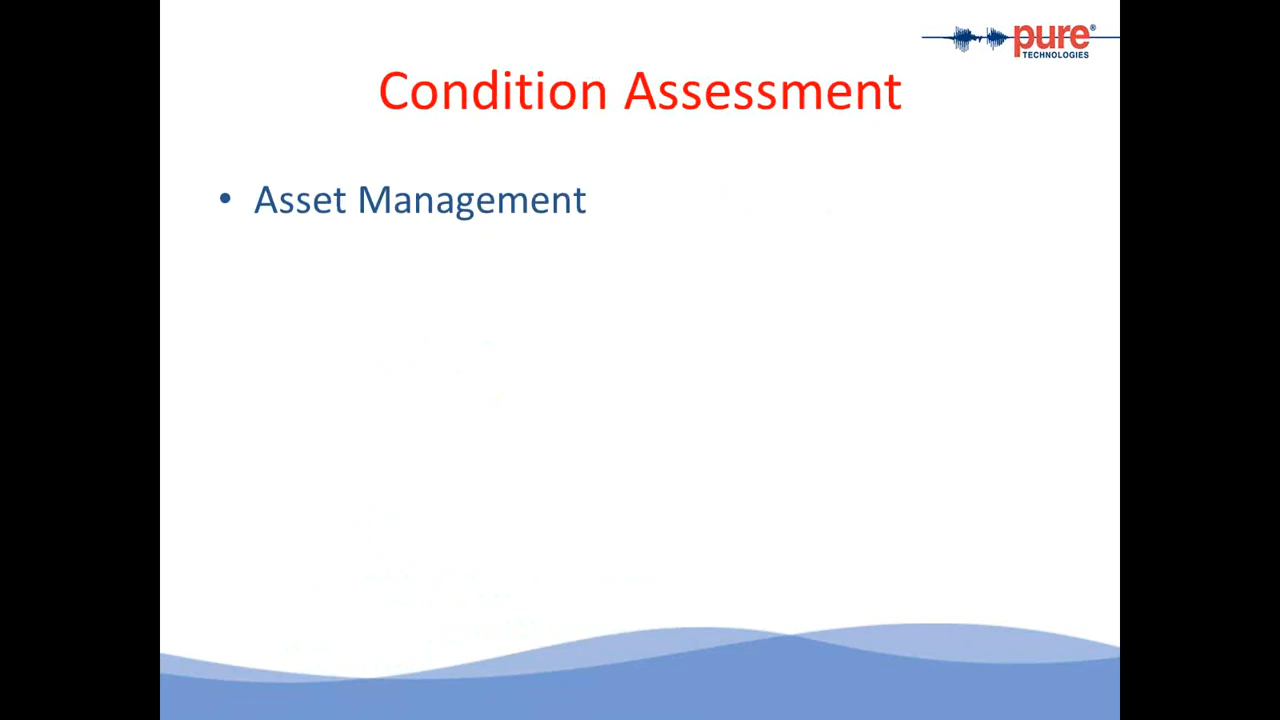 pure®
TECHNOLOGIES
Condition Assessment
• Asset Management